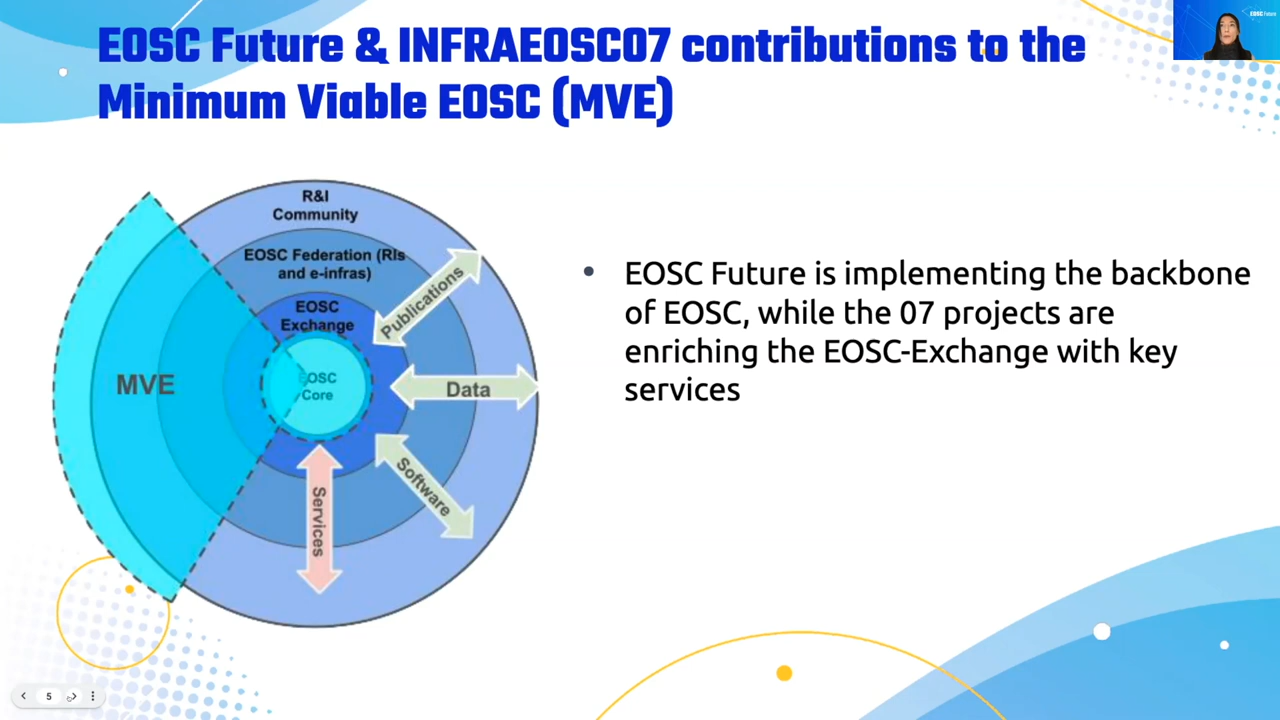 EOSC Future & INFRAEOSC07 contributions to the
Minimum Viable EOSC (MVE)
EOSC Future
R&I
Community
EOSC Federation (RIs
and e-infras)
EOSC
Exchange
EOSC
Core
MVE
Publications
Data
Software
Services
• EOSC Future is implementing the backbone
of EOSC, while the 07 projects are
enriching the EOSC-Exchange with key
services
5